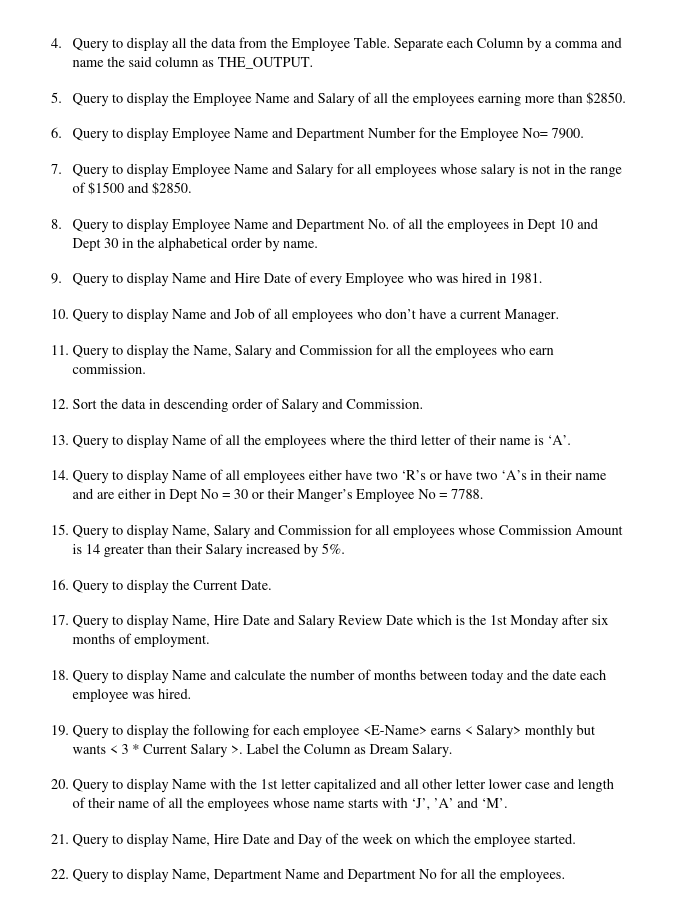 4. Query to display all the data from the Employee Table. Separate each Column by a comma and
name the said column as THE_OUTPUT.
5. Query to display the Employee Name and Salary of all the employees earning more than $2850.
6. Query to display Employee Name and Department Number for the Employee No= 7900.
7. Query to display Employee Name and Salary for all employees whose salary is not in the range
of $1500 and $2850.
8. Query to display Employee Name and Department No. of all the employees in Dept 10 and
Dept 30 in the alphabetical order by name.
9. Query to display Name and Hire Date of every Employee who was hired in 1981.
10. Query to display Name and Job of all employees who don’t have a current Manager.
11. Query to display the Name, Salary and Commission for all the employees who earn
commission.
12. Sort the data in descending order of Salary and Commission.
13. Query to display Name of all the employees where the third letter of their name is ‘A’.
14. Query to display Name of all employees either have two ‘R’s or have two ‘A’s in their name
and are either in Dept No = 30 or their Manger’s Employee No = 7788.
15. Query to display Name, Salary and Commission for all employees whose Commission Amount
is 14 greater than their Salary increased by 5%.
16. Query to display the Current Date.
17. Query to display Name, Hire Date and Salary Review Date which is the 1st Monday after six
months of employment.
18. Query to display Name and calculate the number of months between today and the date each
employee was hired.
19. Query to display the following for each employee <E-Name> earns < Salary> monthly but
wants < 3 * Current Salary >. Label the Column as Dream Salary.
20. Query to display Name with the 1st letter capitalized and all other letter lower case and length
of their name of all the employees whose name starts with ‘J’, ’A’ and ‘M’.
21. Query to display Name, Hire Date and Day of the week on which the employee started.
22. Query to display Name, Department Name and Department No for all the employees.